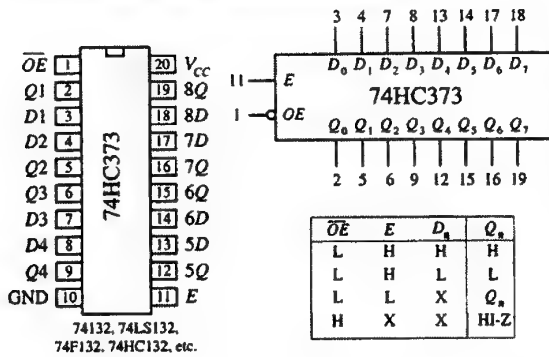 OE 1 20 VCC
Q1 2 19 8Q
D1 3 18 8D
D2 4 17 7D
Q2 5 16 7Q
Q3 6 15 6Q
D3 7 14 6D
D4 8 13 5D
Q4 9 12 5Q
GND 10 11 E
74HC373
74132, 74LS132,
74F132, 74HC132, etc.
3 4 7 8 13 14 17 18
D0 D1 D2 D3 D4 D5 D6 D7
11 E
74HC373
1 OE
Q0 Q1 Q2 Q3 Q4 Q5 Q6 Q7
2 5 6 9 12 15 16 19
OE E Dn Qn
L H H H
L H L L
L L X Qn
H X X HI-Z